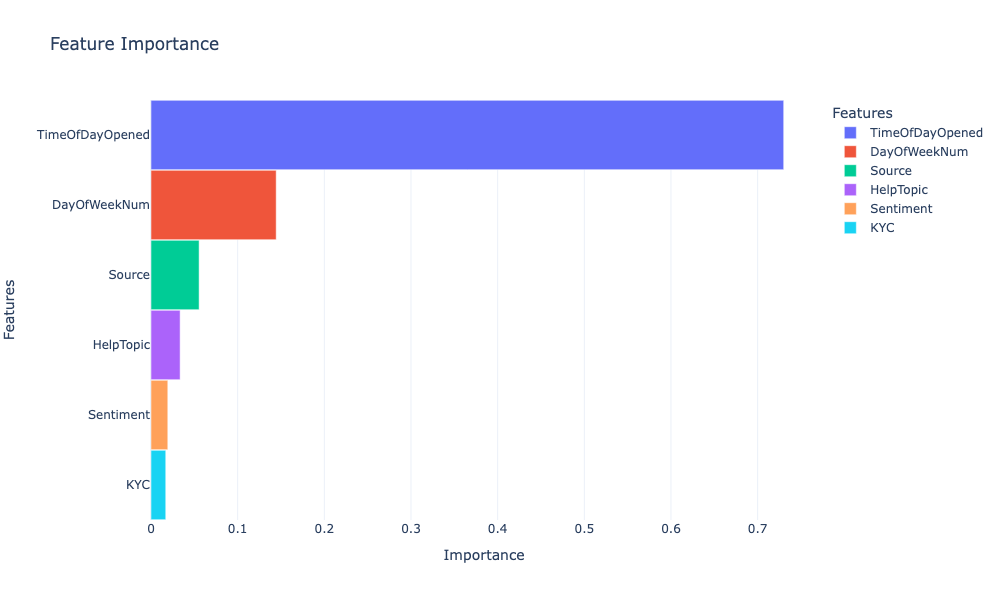 Feature Importance
TimeOfDayOpened
DayOfWeekNum
Source
HelpTopic
Sentiment
KYC
Features
0 0.1 0.2 0.3 0.4 0.5 0.6 0.7
Importance
Features
TimeOfDayOpened
DayOfWeekNum
Source
HelpTopic
Sentiment
KYC